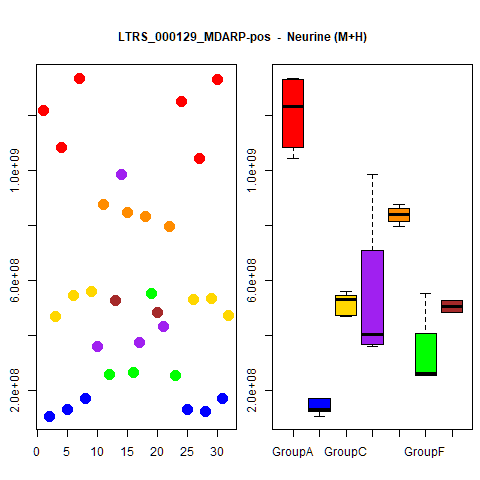 LTRS_000129_MDARP-pos - Neurine (M+H)
2.0e+08 6.0e+08 1.0e+09
0 5 10 15 20 25 30
2.0e+08 6.0e+08 1.0e+09
GroupA GroupC GroupF